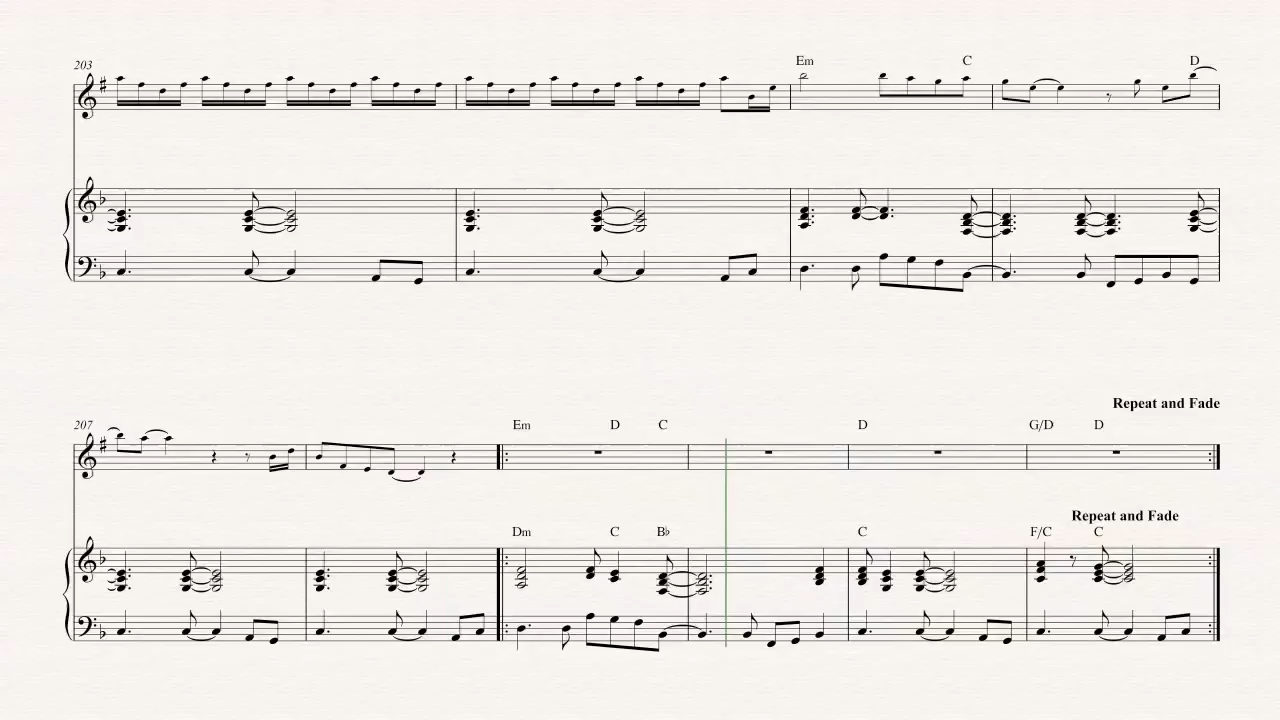 203
Em C D
Repeat and Fade
207
Em D C D G/D D
Repeat and Fade
Dm C B♭ C F/C C